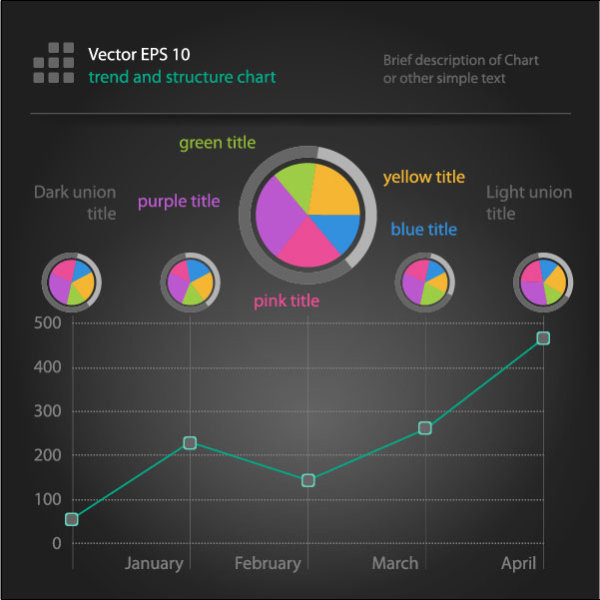 Vector EPS 10
trend and structure chart
Brief description of Chart
or other simple text
green title
yellow title
Dark union
title
purple title
Light union
title
blue title
pink title
500
400
300
200
100
0
January
February
March
April